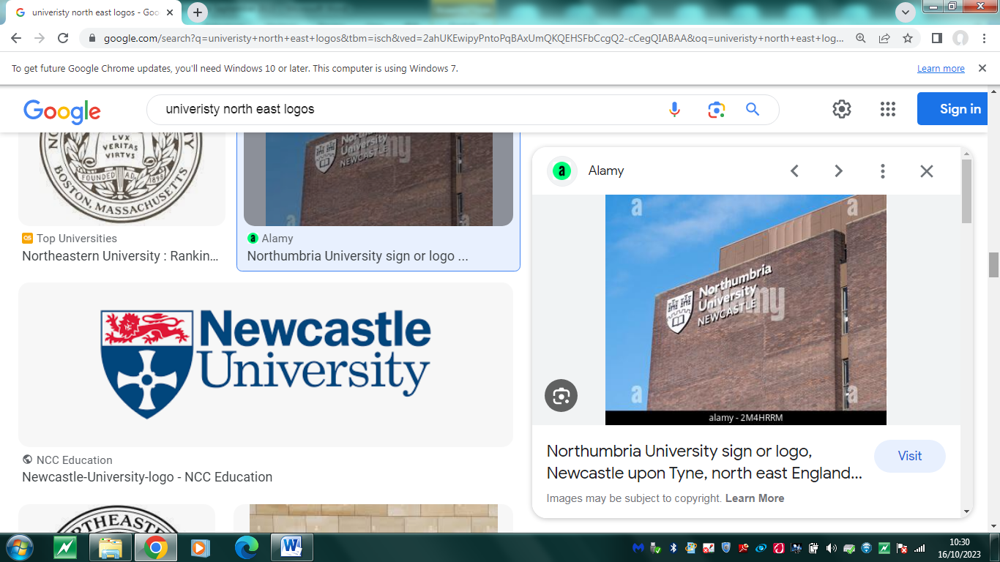 univeristy north east logos - Goo
google.com/search?q=univeristy+north+east+logos&tbm=isch&ved=2ahUKEwipyPntoPqBAxUmQKQEHSFbCcgQ2-cCegQIABAA&oq=univeristy+north+east+log...
To get future Google Chrome updates, you'll need Windows 10 or later. This computer is using Windows 7.
Learn more
Google
univeristy north east logos
Sign in
LVX
VERITAS
VIRTVS
FOUNDED A.D. 1898
BOSTON, MASSACHUSETTS
Top Universities
Northeastern University : Rankin...
Northumbria
University
NEWCASTLE
a
Alamy
Northumbria University sign or logo ...
Newcastle
University
NCC Education
Newcastle-University-logo - NCC Education
NORTHEASTERN
a
Alamy
a
a
Northumbria
University
NEWCASTLE
alamy
a
a
alamy - 2M4HRRM
Northumbria University sign or logo,
Newcastle upon Tyne, north east England...
Visit
Images may be subject to copyright. Learn More
10:30
16/10/2023